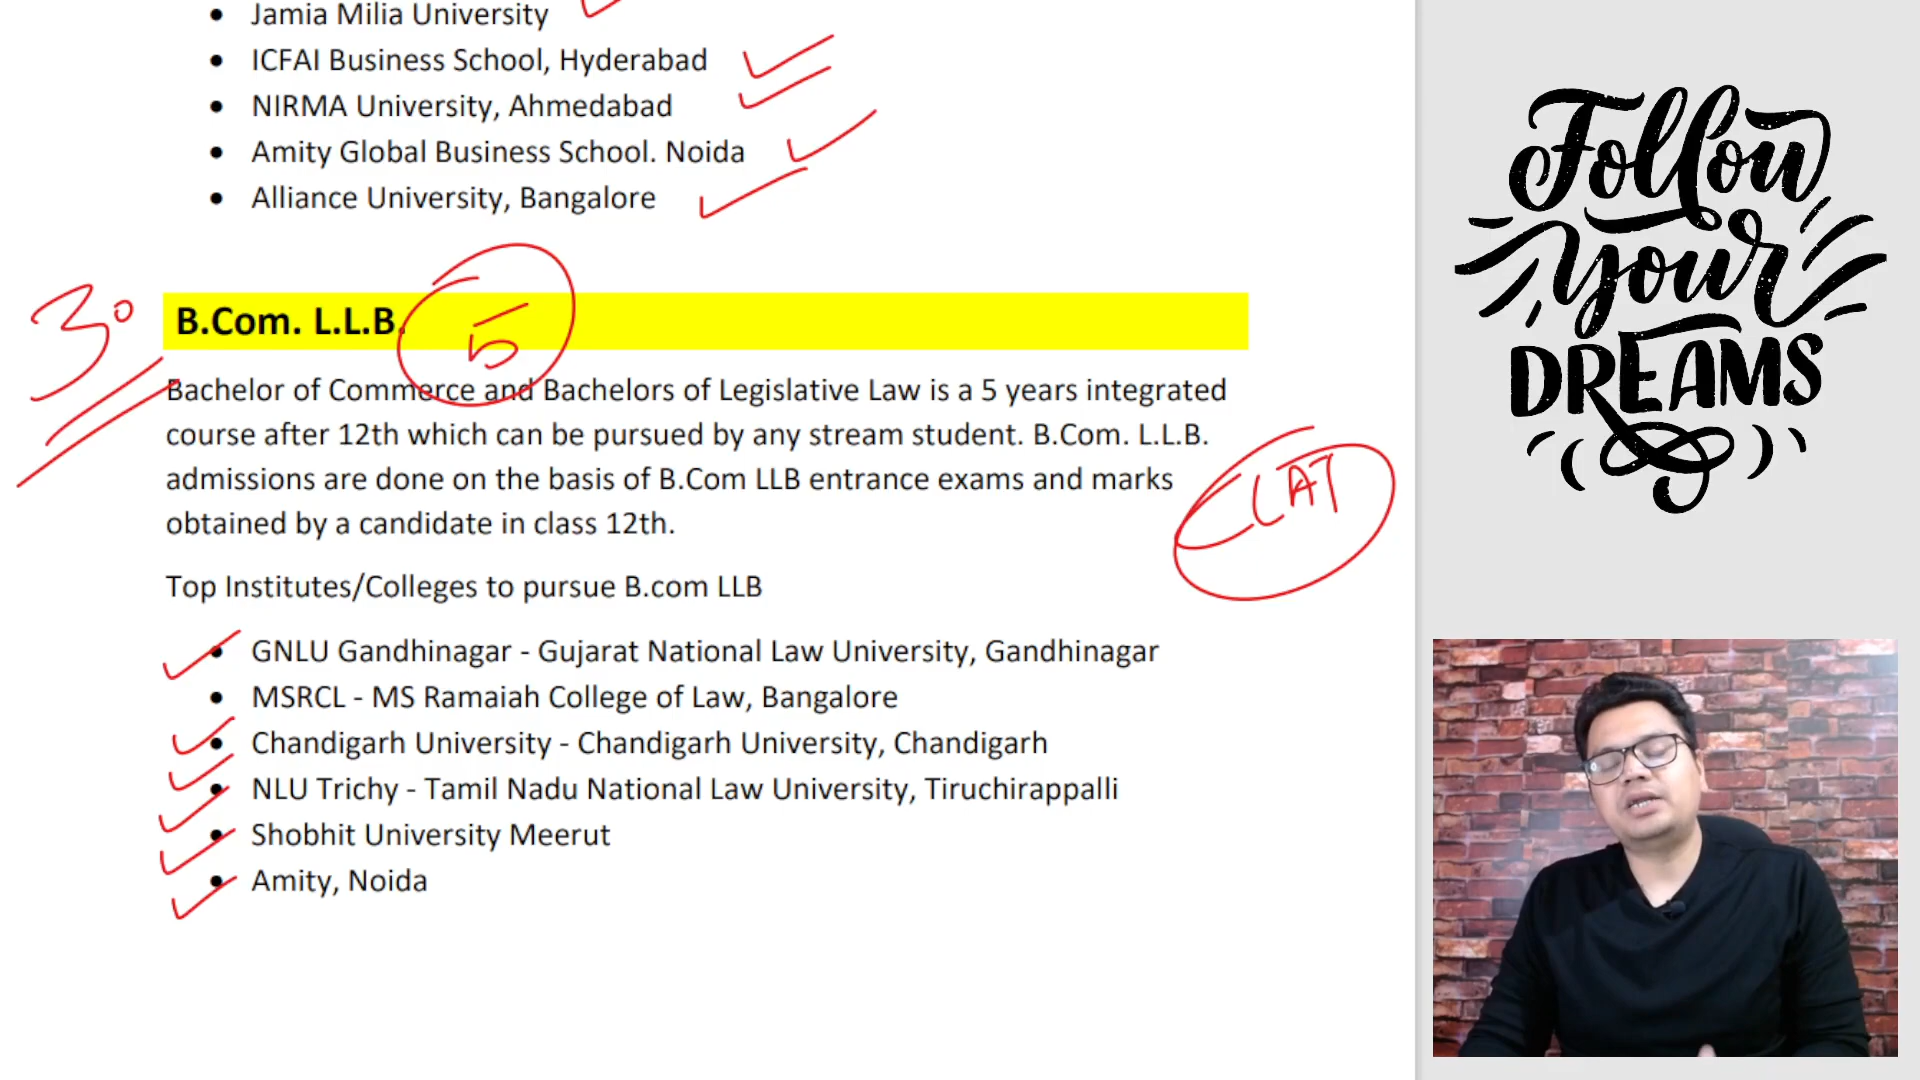 Jamia Milia University
ICFAI Business School, Hyderabad
NIRMA University, Ahmedabad
Amity Global Business School. Noida
Alliance University, Bangalore
3
B.Com. L.L.B.
5
Bachelor of Commerce and Bachelors of Legislative Law is a 5 years integrated
course after 12th which can be pursued by any stream student. B.Com. L.L.B.
admissions are done on the basis of B.Com LLB entrance exams and marks
obtained by a candidate in class 12th.
CLAT
Top Institutes/Colleges to pursue B.com LLB
GNLU Gandhinagar - Gujarat National Law University, Gandhinagar
MSRCL - MS Ramaiah College of Law, Bangalore
Chandigarh University - Chandigarh University, Chandigarh
NLU Trichy - Tamil Nadu National Law University, Tiruchirappalli
Shobhit University Meerut
Amity, Noida
Follow
Your
DREAMS